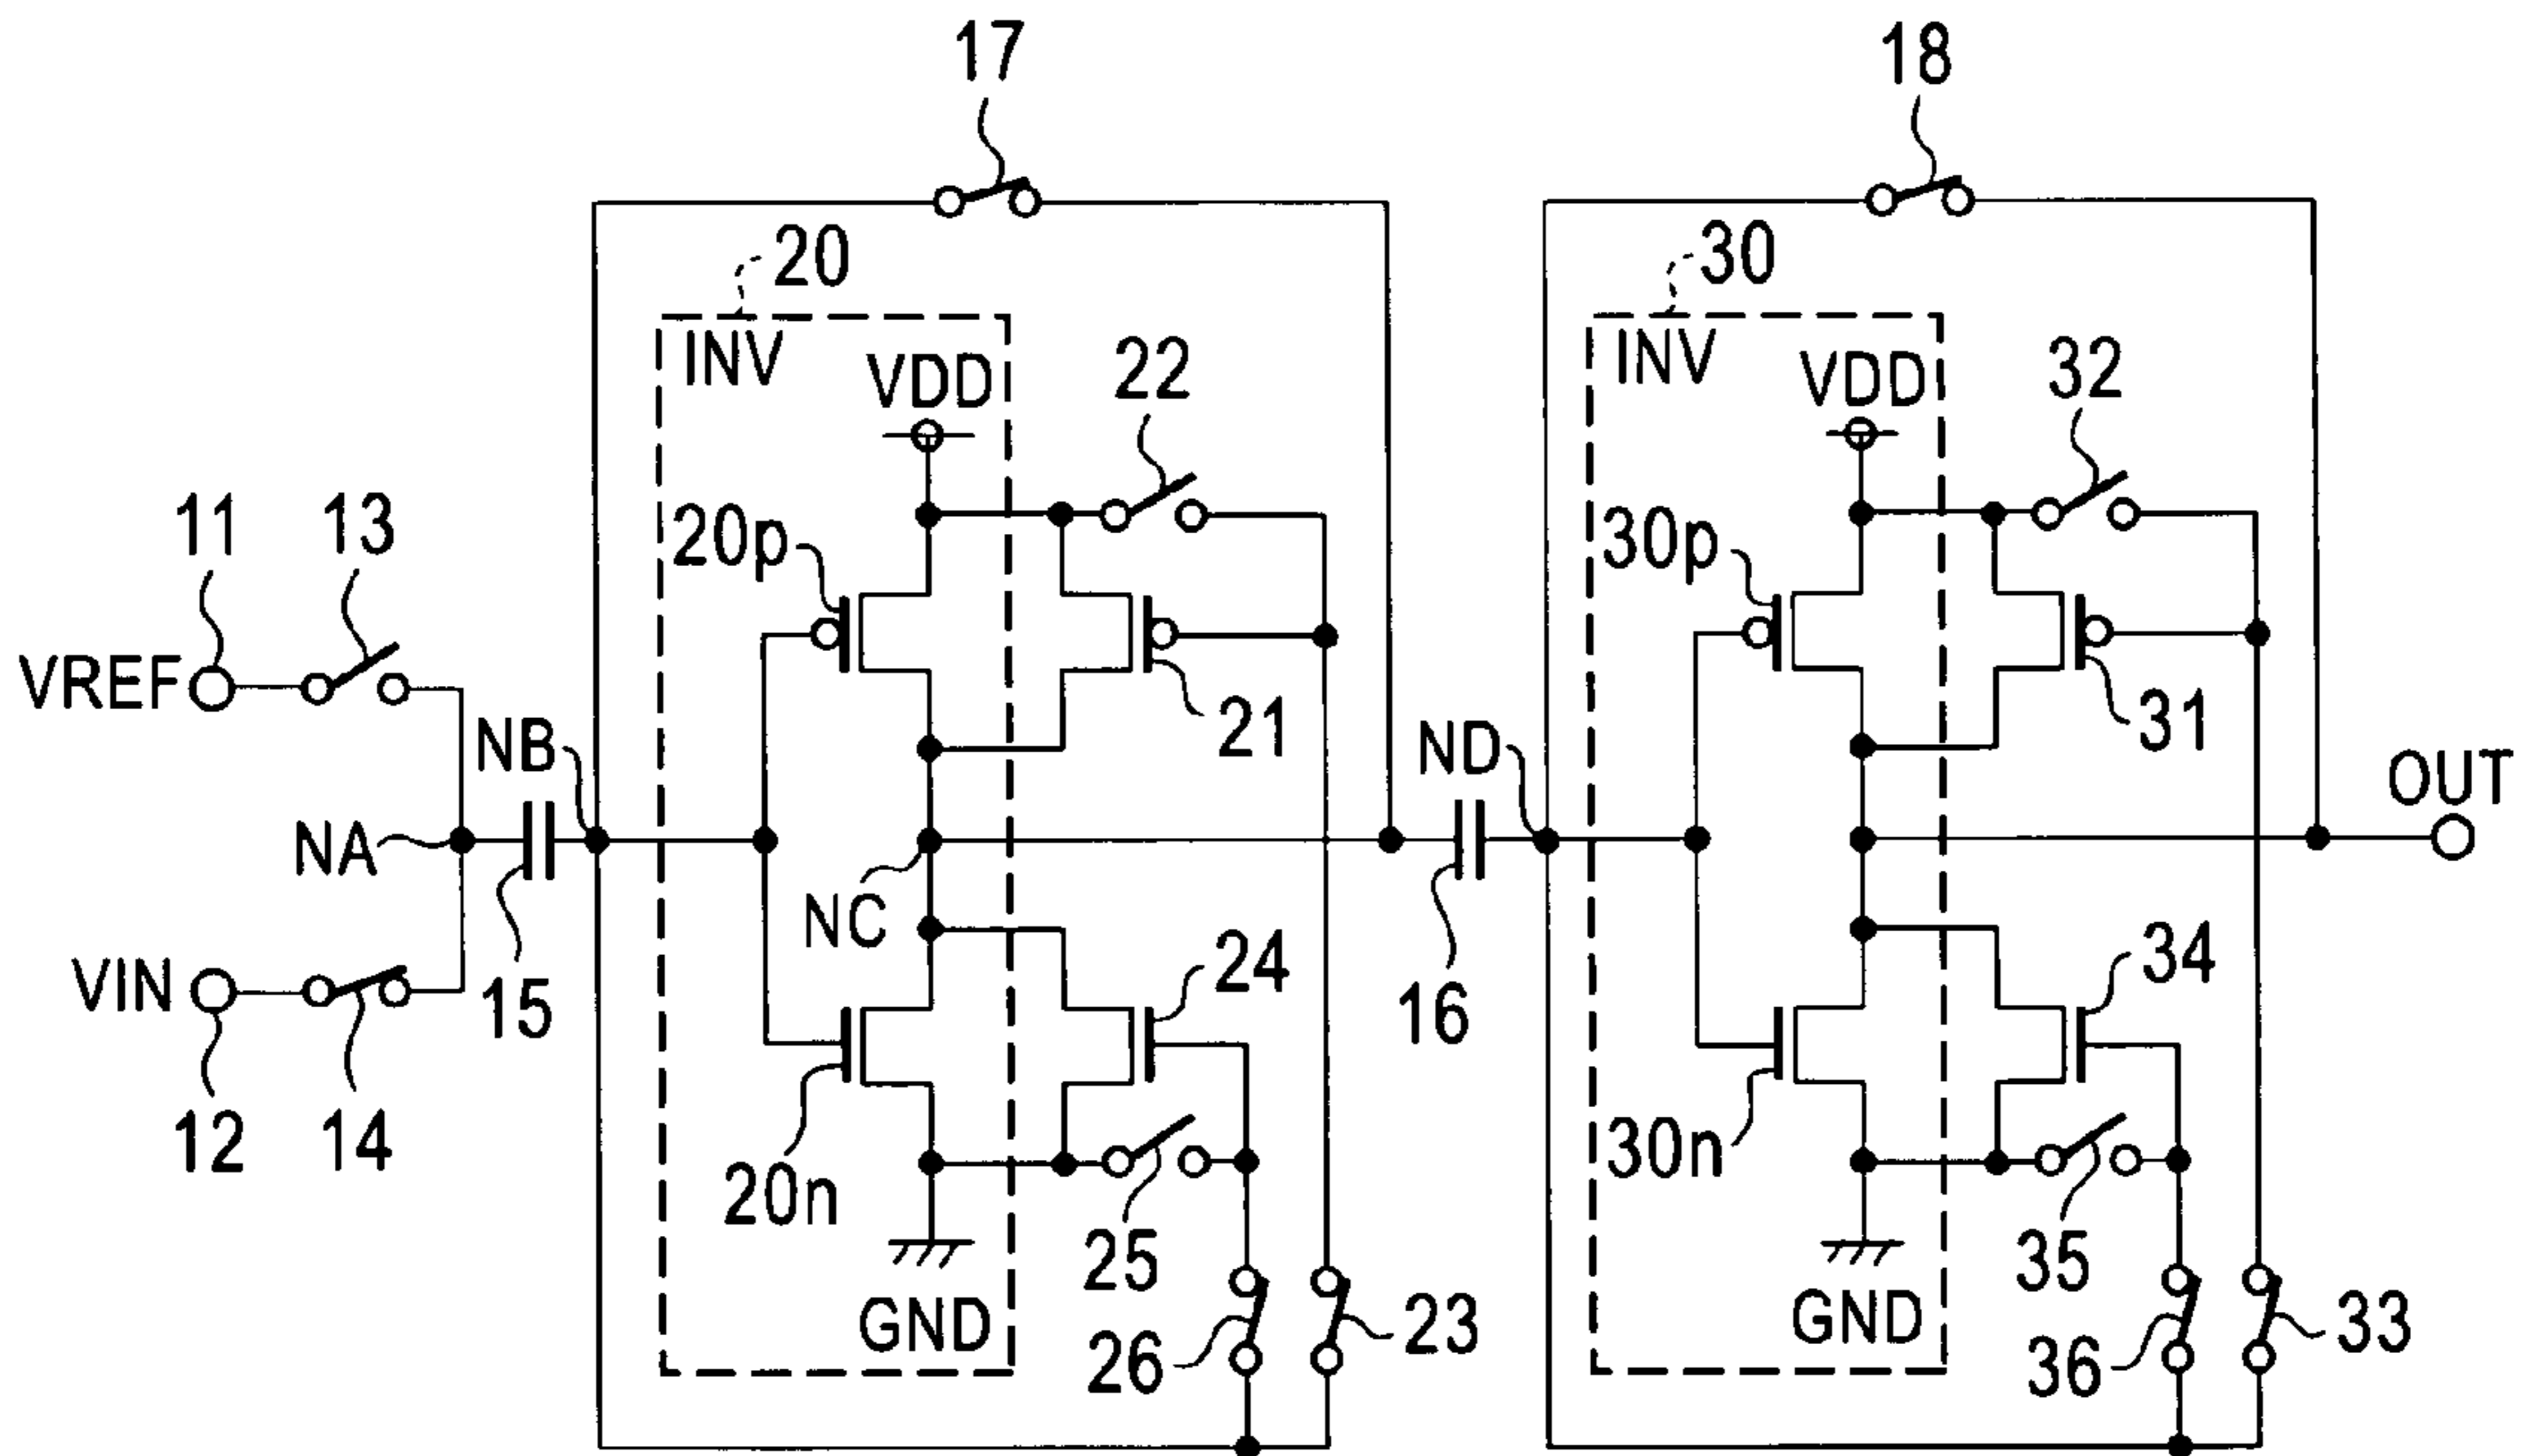 17
18
20
30
INV
VDD
22
INV
VDD
32
11
13
20p
30p
VREF
NB
21
ND
31
OUT
NA
NC
24
34
VIN
15
16
12
14
20n
25
30n
35
GND
26
23
GND
36
33